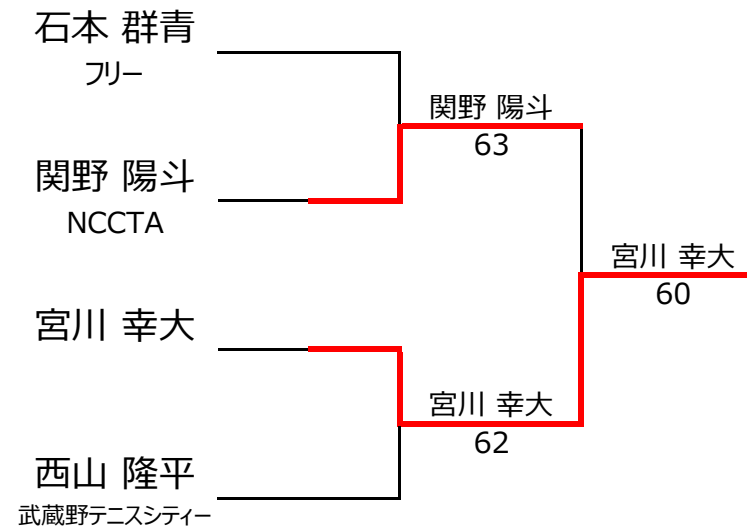 石本 群青
フリー
関野 陽斗
63
関野 陽斗
NCCTA
宮川 幸大
60
宮川 幸大
宮川 幸大
62
西山 隆平
武蔵野テニスシティー